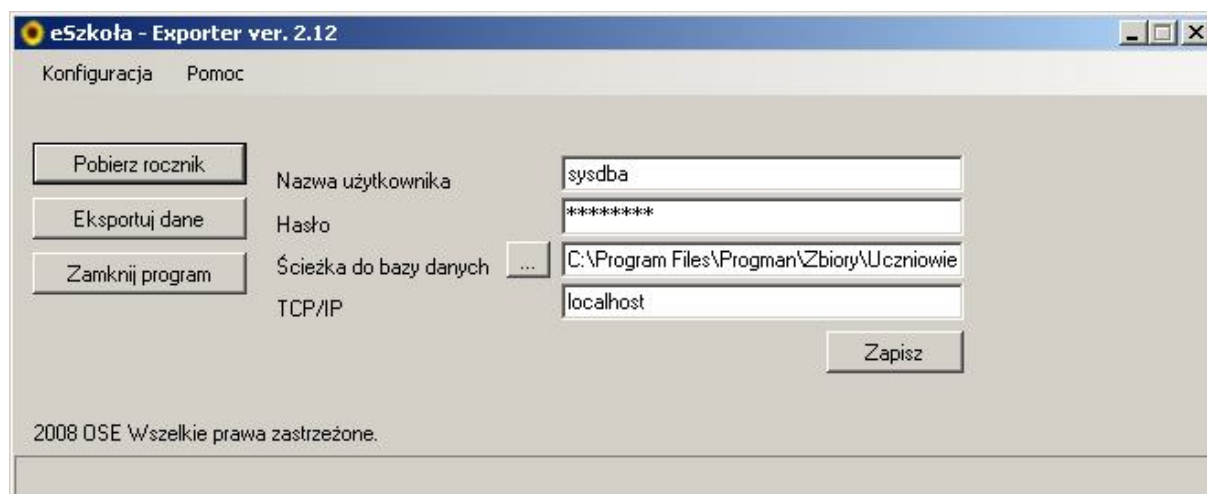 eSzkoła - Exporter ver. 2.12
Konfiguracja Pomoc
Pobierz rocznik
Eksportuj dane
Zamknij program
Nazwa użytkownika sysdba
Hasło ********
Ścieżka do bazy danych ... C:\Program Files\Progman\Zbiory\Uczniowie
TCP/IP localhost
Zapisz
2008 OSE Wszelkie prawa zastrzeżone.